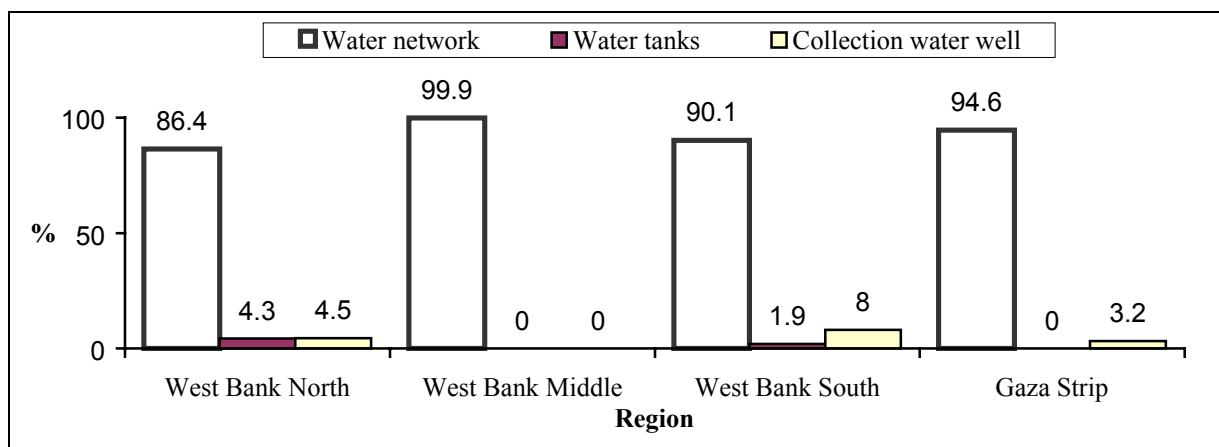 Water network Water tanks Collection water well
99.9
94.6
90.1
86.4
100
% 50
8
4.3 4.5 1.9 3.2
0 0 0
0
West Bank North West Bank Middle West Bank South Gaza Strip
Region